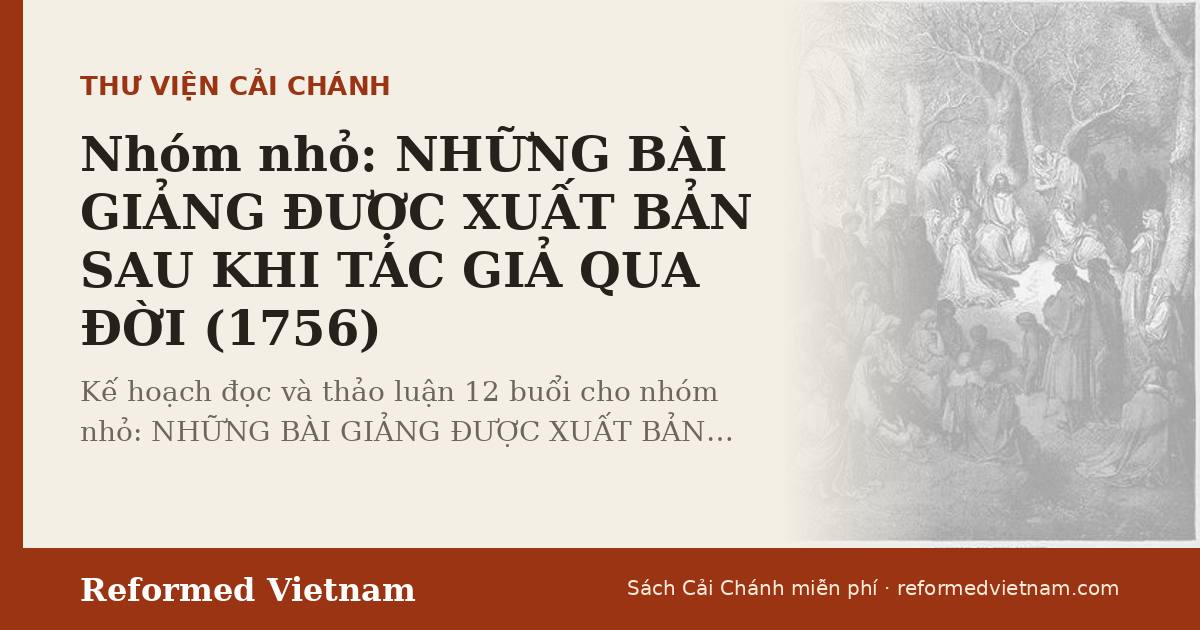 THƯ VIỆN CẢI CHÁNH
Nhóm nhỏ: NHỮNG BÀI
GIẢNG ĐƯỢC XUẤT BẢN
SAU KHI TÁC GIẢ QUA
ĐỜI (1756)
Kế hoạch đọc và thảo luận 12 buổi cho nhóm
nhỏ: NHỮNG BÀI GIẢNG ĐƯỢC XUẤT BẢN…
Reformed Vietnam
Sách Cải Chánh miễn phí · reformedvietnam.com